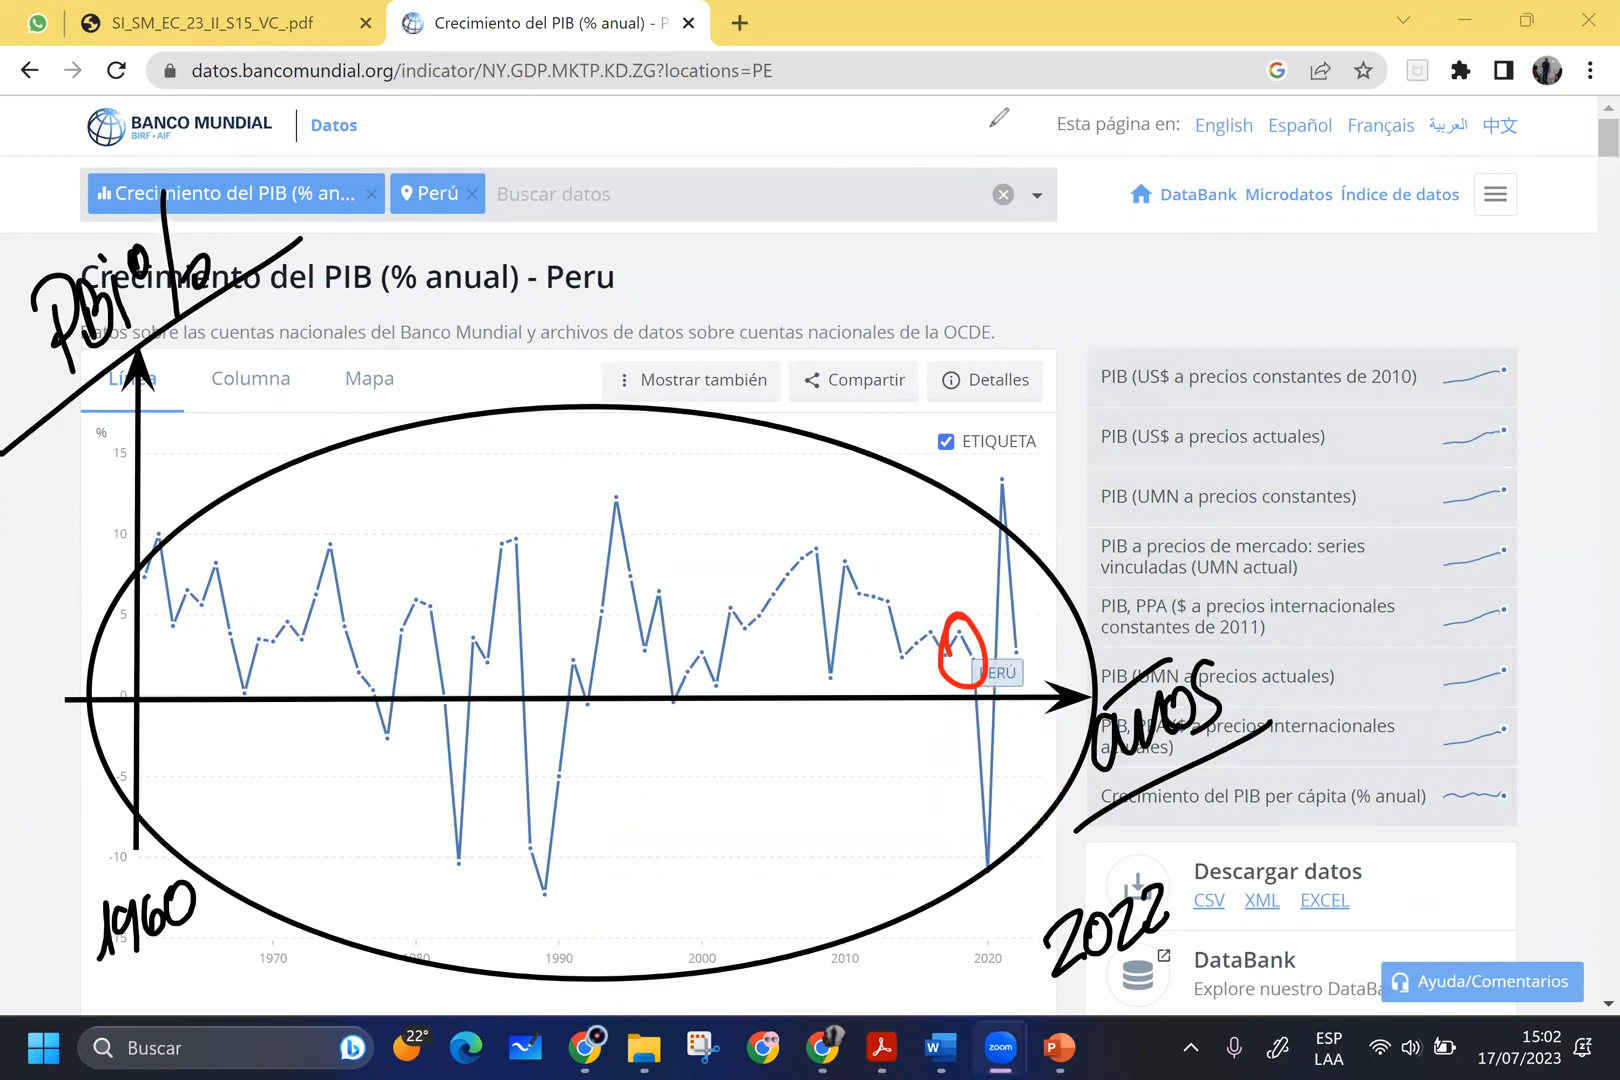 SI_SM_EC_23_II_S15_VC_.pdf
Crecimiento del PIB (% anual) - P
datos.bancomundial.org/indicator/NY.GDP.MKTP.KD.ZG?locations=PE
BANCO MUNDIAL
BIRF • AIF
Datos
Esta página en: English Español Français العربية 中文
Crecimiento del PIB (% an...
Perú
Buscar datos
DataBank Microdatos Índice de datos
PBi %
Crecimiento del PIB (% anual) - Peru
Datos sobre las cuentas nacionales del Banco Mundial y archivos de datos sobre cuentas nacionales de la OCDE.
Línea Columna Mapa
Mostrar también Compartir Detalles
%
ETIQUETA
15
10
5
0
-5
-10
-15
PERÚ
años
1960
2022
1970 1980 1990 2000 2010 2020
PIB (US$ a precios constantes de 2010)
PIB (US$ a precios actuales)
PIB (UMN a precios constantes)
PIB a precios de mercado: series
vinculadas (UMN actual)
PIB, PPA ($ a precios internacionales
constantes de 2011)
PIB (UMN a precios actuales)
PIB, PPA ($ a precios internacionales
actuales)
Crecimiento del PIB per cápita (% anual)
Descargar datos
CSV XML EXCEL
DataBank
Explore nuestro DataBa
Ayuda/Comentarios
Buscar
22°
zoom
ESP
LAA
15:02
17/07/2023